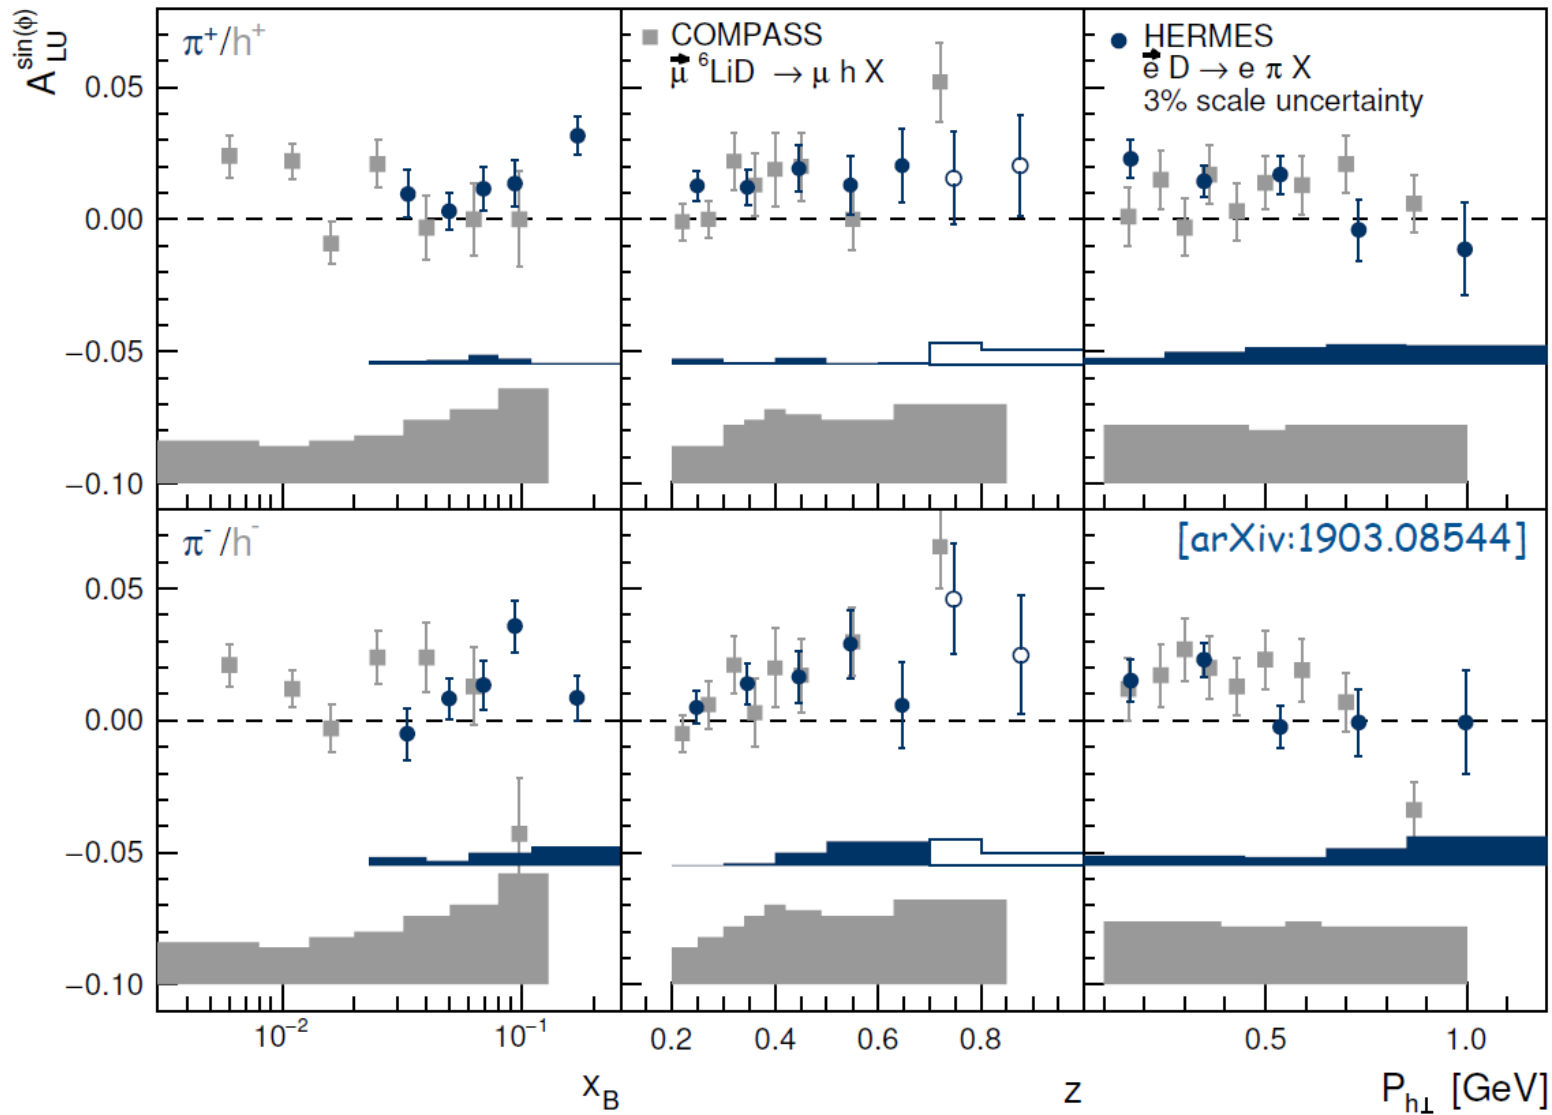 A_LU^sin(ϕ)
π⁺/h⁺
COMPASS
μ ⁶LiD → μ h X
HERMES
e D → e π X
3% scale uncertainty
0.05
0.00
−0.05
−0.10
π⁻/h⁻
[arXiv:1903.08544]
0.05
0.00
−0.05
−0.10
10⁻² 10⁻¹ 0.2 0.4 0.6 0.8 0.5 1.0
x_B z P_h⊥ [GeV]